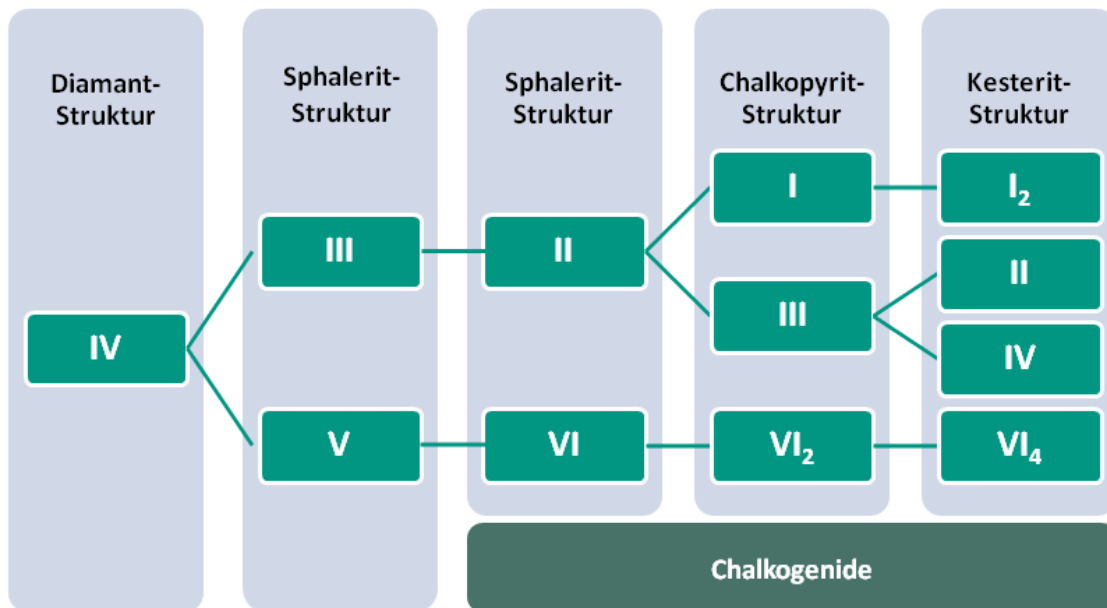 Diamant-
Struktur
Sphalerit-
Struktur
Sphalerit-
Struktur
Chalkopyrit-
Struktur
Kesterit-
Struktur
IV
III
V
II
VI
I
III
VI₂
I₂
II
IV
VI₄
Chalkogenide